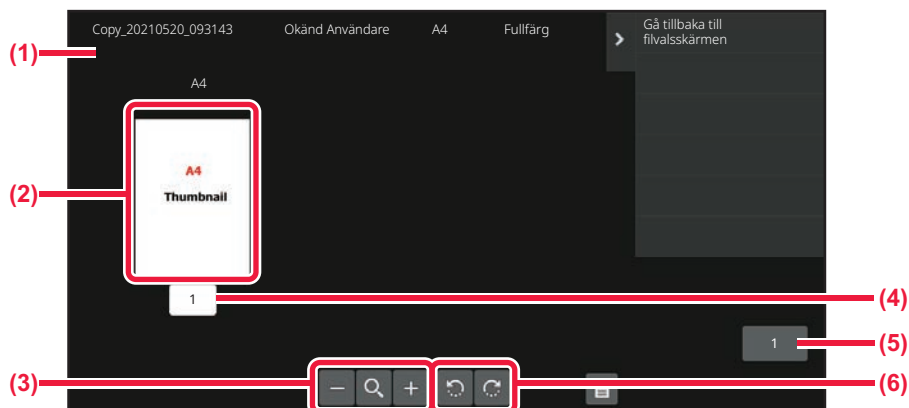 Copy_20210520_093143 Okänd Användare A4 Fullfärg
Gå tillbaka till
filvalsskärmen
(1)
A4
A4
Thumbnail
(2)
1
(4)
1
(5)
(3)
(6)